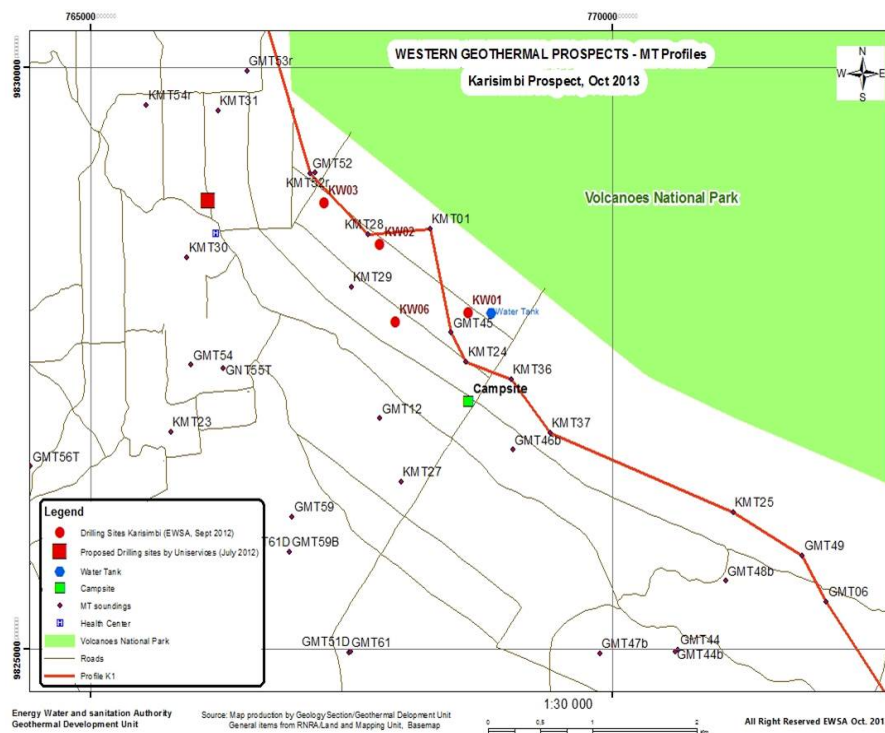 765000
770000
9830000
9825000
WESTERN GEOTHERMAL PROSPECTS - MT Profiles
Karisimbi Prospect, Oct 2013
N
W
E
S
GMT53r
KMT54r
KMT31
GMT52
KMT52r
KW03
Volcanoes National Park
KMT28
KMT01
KW02
H
KMT30
KMT29
KW01
Water Tank
KW06
GMT45
KMT24
KMT36
GMT54
GNT55T
Campsite
GMT12
KMT37
KMT23
GMT46b
GMT56T
KMT27
KMT25
GMT59
T61D
GMT59B
GMT49
GMT48b
GMT06
GMT51D
GMT61
GMT47b
GMT44
GMT44b
Legend
Drilling Sites Karisimbi (EWSA, Sept 2012)
Proposed Drilling sites by Uniservices (July 2012)
Water Tank
Campsite
MT soundings
H Health Center
Volcanoes National Park
Roads
Profile K1
Energy Water and sanitation Authority
Geothermal Development Unit
Source: Map production by Geology Section/Geothermal Delopment Unit
General items from RNRA/Land and Mapping Unit, Basemap
1:30 000
0 0,5 1 2
All Right Reserved EWSA Oct. 201